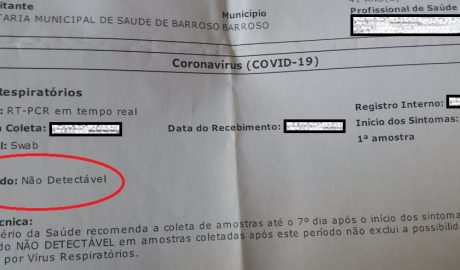 itante
TARIA MUNICIPAL DE SAUDE DE BARROSO
Município
BARROSO
Profissional de Saúde
Coronavírus (COVID-19)
Respiratórios
: RT-PCR em tempo real
Coleta:
Data do Recebimento:
Registro Interno:
Início dos Sintomas:
l: Swab
1ª amostra
do: Não Detectável
cnica:
ério da Saúde recomenda a coleta de amostras até o 7º dia após o início dos sintoma
do NÃO DETECTÁVEL em amostras coletadas após este período não exclui a possibilid
por Vírus Respiratórios.